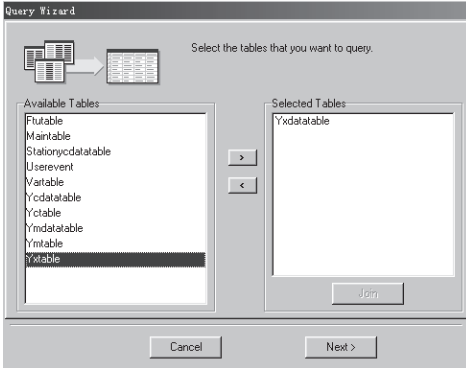 Query Wizard
Select the tables that you want to query.
Available Tables
Ftutable
Maintable
Stationycdatatable
Userevent
Vartable
Ycdatatable
Yctable
Ymdatatable
Ymtable
Yxtable
>
<
Selected Tables
Yxdatatable
Join
Cancel
Next >